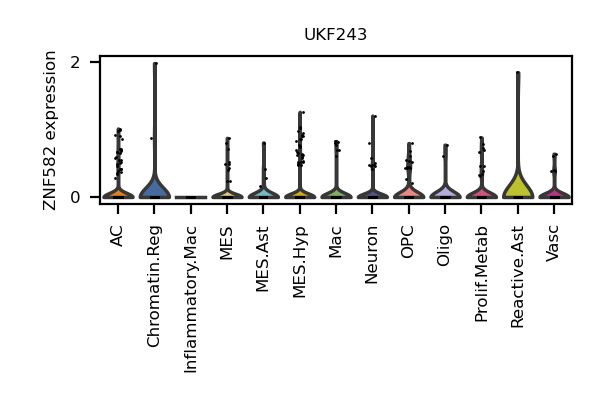 UKF243
ZNF582 expression
2
0
AC
Chromatin.Reg
Inflammatory.Mac
MES
MES.Ast
MES.Hyp
Mac
Neuron
OPC
Oligo
Prolif.Metab
Reactive.Ast
Vasc